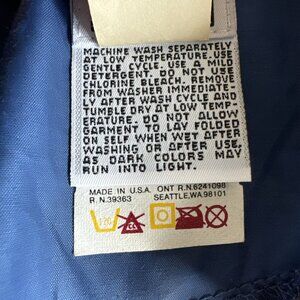 MACHINE WASH SEPARATELY
AT LOW TEMPERATURE. USE
GENTLE CYCLE. USE A MILD
DETERGENT. DO NOT USE
CHLORINE BLEACH. REMOVE
FROM WASHER IMMEDIATE-
LY AFTER WASH CYCLE AND
TUMBLE DRY AT LOW TEMP-
ERATURE. DO NOT ALLOW
GARMENT TO LAY FOLDED
ON SELF WHEN WET AFTER
WASHING OR AFTER USE,
AS DARK COLORS MAY
RUN INTO LIGHT.
MADE IN U.S.A. ONT R.N.6241098
R.N.39363 SEATTLE,WA.98101